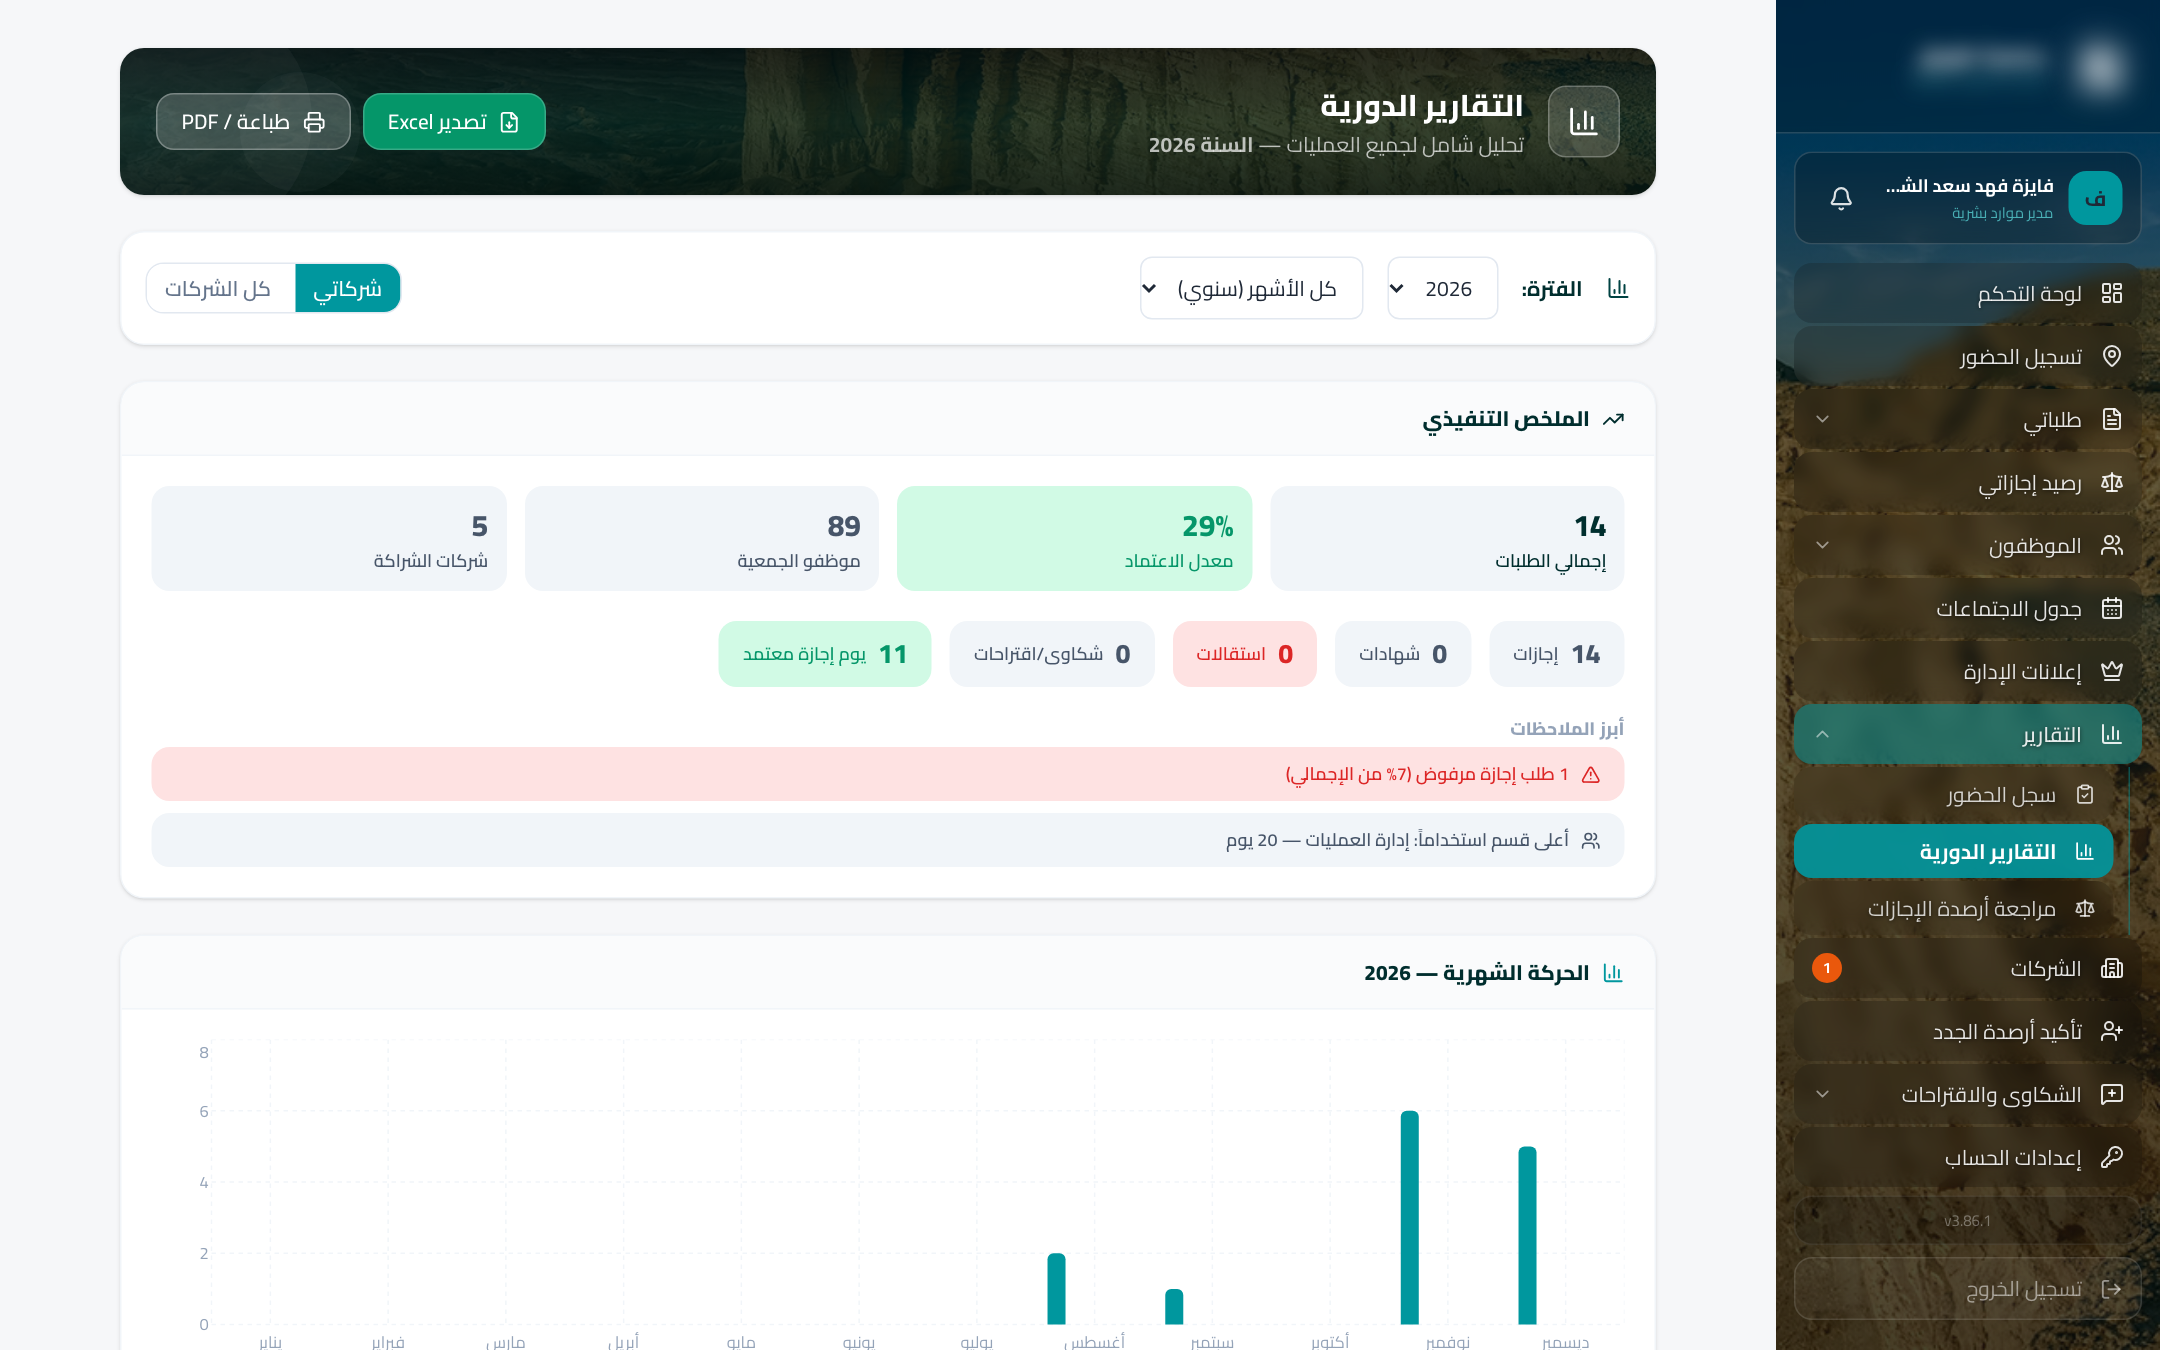 فايزة فهد سعد الش...
مدير موارد بشرية
ف
لوحة التحكم
تسجيل الحضور
طلباتي
رصيد إجازاتي
الموظفون
جدول الاجتماعات
إعلانات الإدارة
التقارير
سجل الحضور
التقارير الدورية
مراجعة أرصدة الإجازات
الشركات
1
تأكيد أرصدة الجدد
الشكاوى والاقتراحات
إعدادات الحساب
v3.86.1
تسجيل الخروج
التقارير الدورية
تحليل شامل لجميع العمليات — السنة 2026
تصدير Excel
طباعة / PDF
الفترة:
2026
كل الأشهر (سنوي)
شركاتي
كل الشركات
الملخص التنفيذي
14
إجمالي الطلبات
29%
معدل الاعتماد
89
موظفو الجمعية
5
شركات الشراكة
14 إجازات
0 شهادات
0 استقالات
0 شكاوى/اقتراحات
11 يوم إجازة معتمد
أبرز الملاحظات
1 طلب إجازة مرفوض (7% من الإجمالي)
أعلى قسم استخداماً: إدارة العمليات — 20 يوم
الحركة الشهرية — 2026
8
6
4
2
0
يناير
فبراير
مارس
أبريل
مايو
يونيو
يوليو
أغسطس
سبتمبر
أكتوبر
نوفمبر
ديسمبر